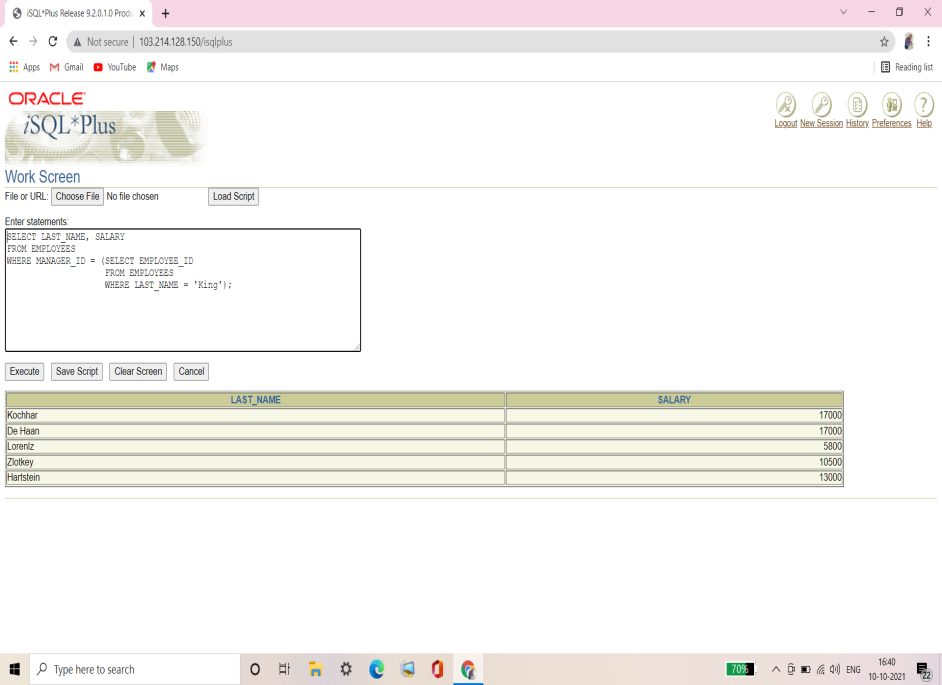 iSQL*Plus Release 9.2.0.1.0 Produ
Not secure | 103.214.128.150/isqlplus
Apps Gmail YouTube Maps Reading list
ORACLE
iSQL*Plus
Logout New Session History Preferences Help
Work Screen
File or URL: Choose File No file chosen Load Script
Enter statements:
SELECT LAST_NAME, SALARY
FROM EMPLOYEES
WHERE MANAGER_ID = (SELECT EMPLOYEE_ID
FROM EMPLOYEES
WHERE LAST_NAME = 'King');
Execute Save Script Clear Screen Cancel
LAST_NAME SALARY
Kochhar 17000
De Haan 17000
Lorenlz 5800
Zlotkey 10500
Hartstein 13000
Type here to search 70% ENG 16:40
10-10-2021 22